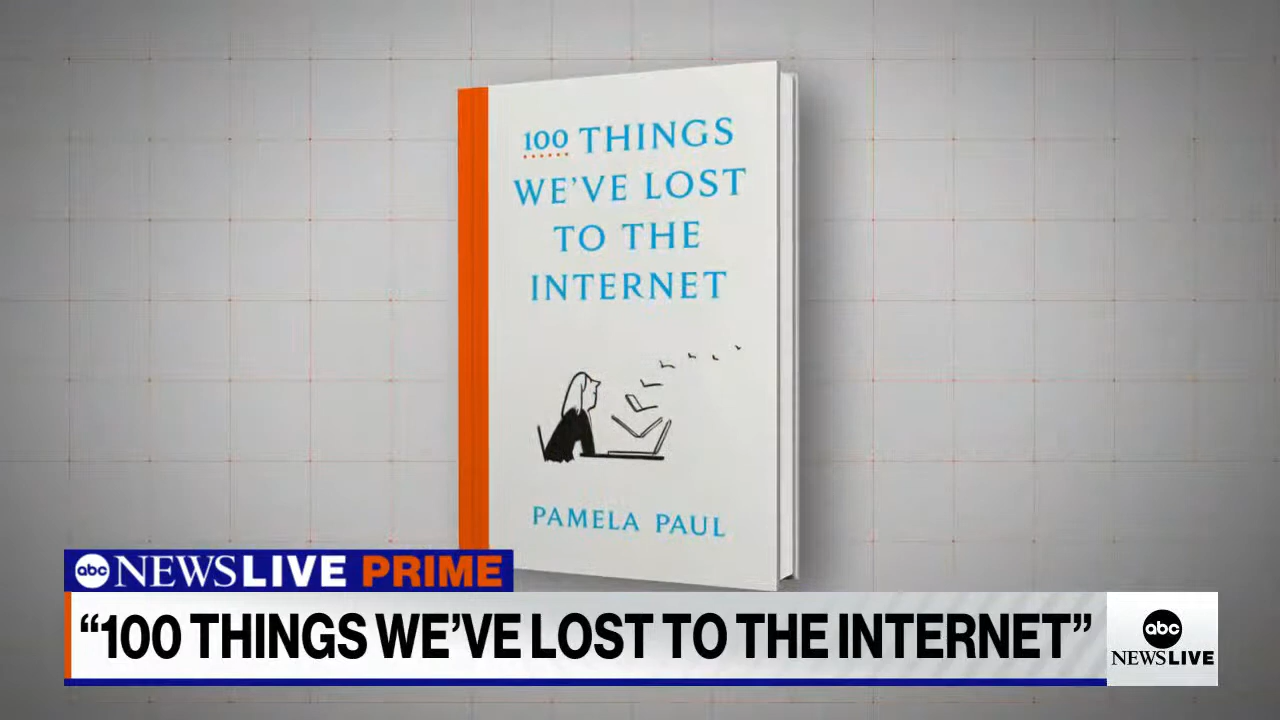 100 THINGS
WE'VE LOST
TO THE
INTERNET
PAMELA PAUL
abc NEWS LIVE PRIME
“100 THINGS WE’VE LOST TO THE INTERNET”
abc
NEWS LIVE